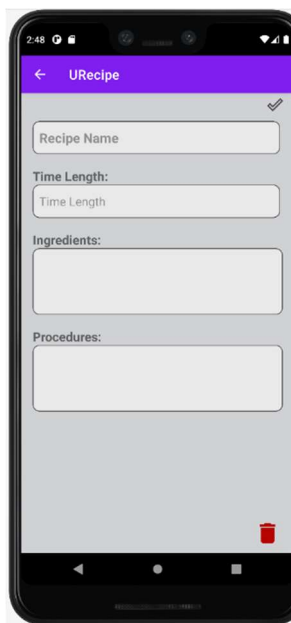 2:48
URecipe
Recipe Name
Time Length:
Time Length
Ingredients:
Procedures: